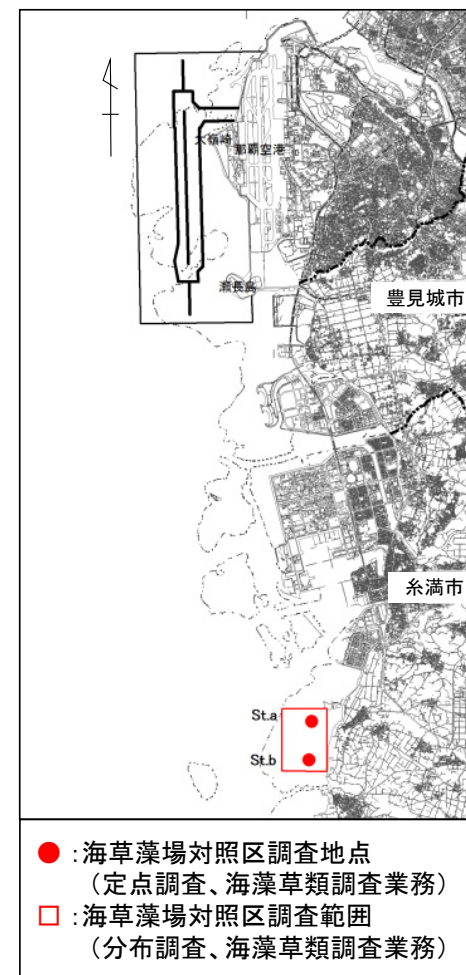 大嶺崎
那覇空港
瀬長島
豊見城市
糸満市
St.a
St.b
●:海草藻場対照区調査地点
(定点調査、海藻草類調査業務)
□:海草藻場対照区調査範囲
(分布調査、海藻草類調査業務)